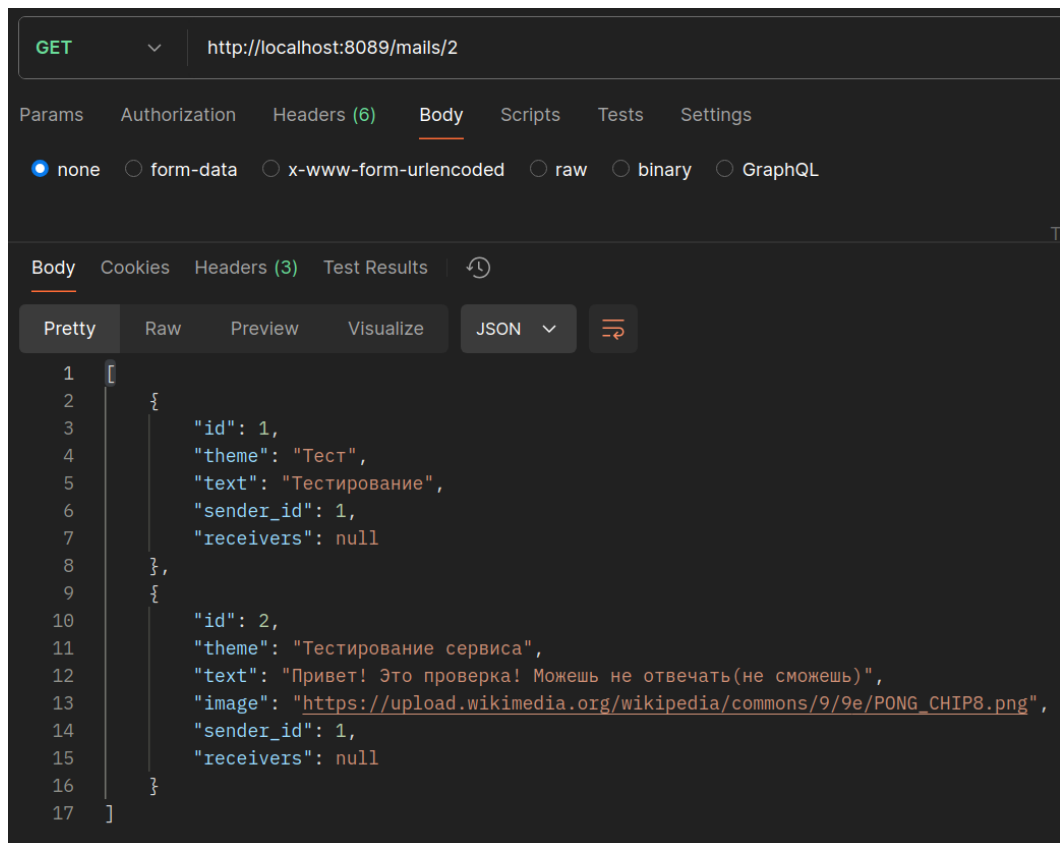 GET http://localhost:8089/mails/2
Params Authorization Headers (6) Body Scripts Tests Settings
none form-data x-www-form-urlencoded raw binary GraphQL
T
Body Cookies Headers (3) Test Results
Pretty Raw Preview Visualize JSON
1 [
2 {
3 "id": 1,
4 "theme": "Тест",
5 "text": "Тестирование",
6 "sender_id": 1,
7 "receivers": null
8 },
9 {
10 "id": 2,
11 "theme": "Тестирование сервиса",
12 "text": "Привет! Это проверка! Можешь не отвечать(не сможешь)",
13 "image": "https://upload.wikimedia.org/wikipedia/commons/9/9e/PONG_CHIP8.png",
14 "sender_id": 1,
15 "receivers": null
16 }
17 ]